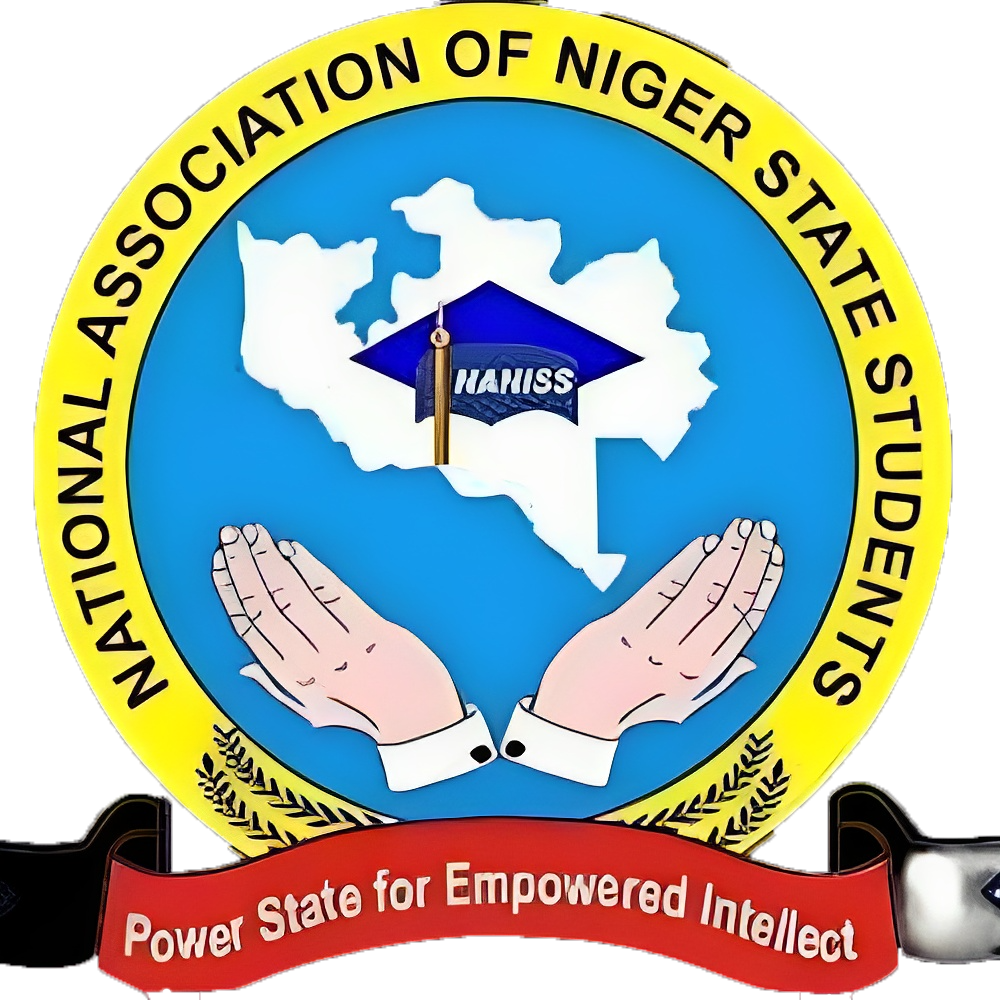 NATIONAL ASSOCIATION OF NIGER STATE STUDENTS
NANISS
Power State for Empowered Intellect